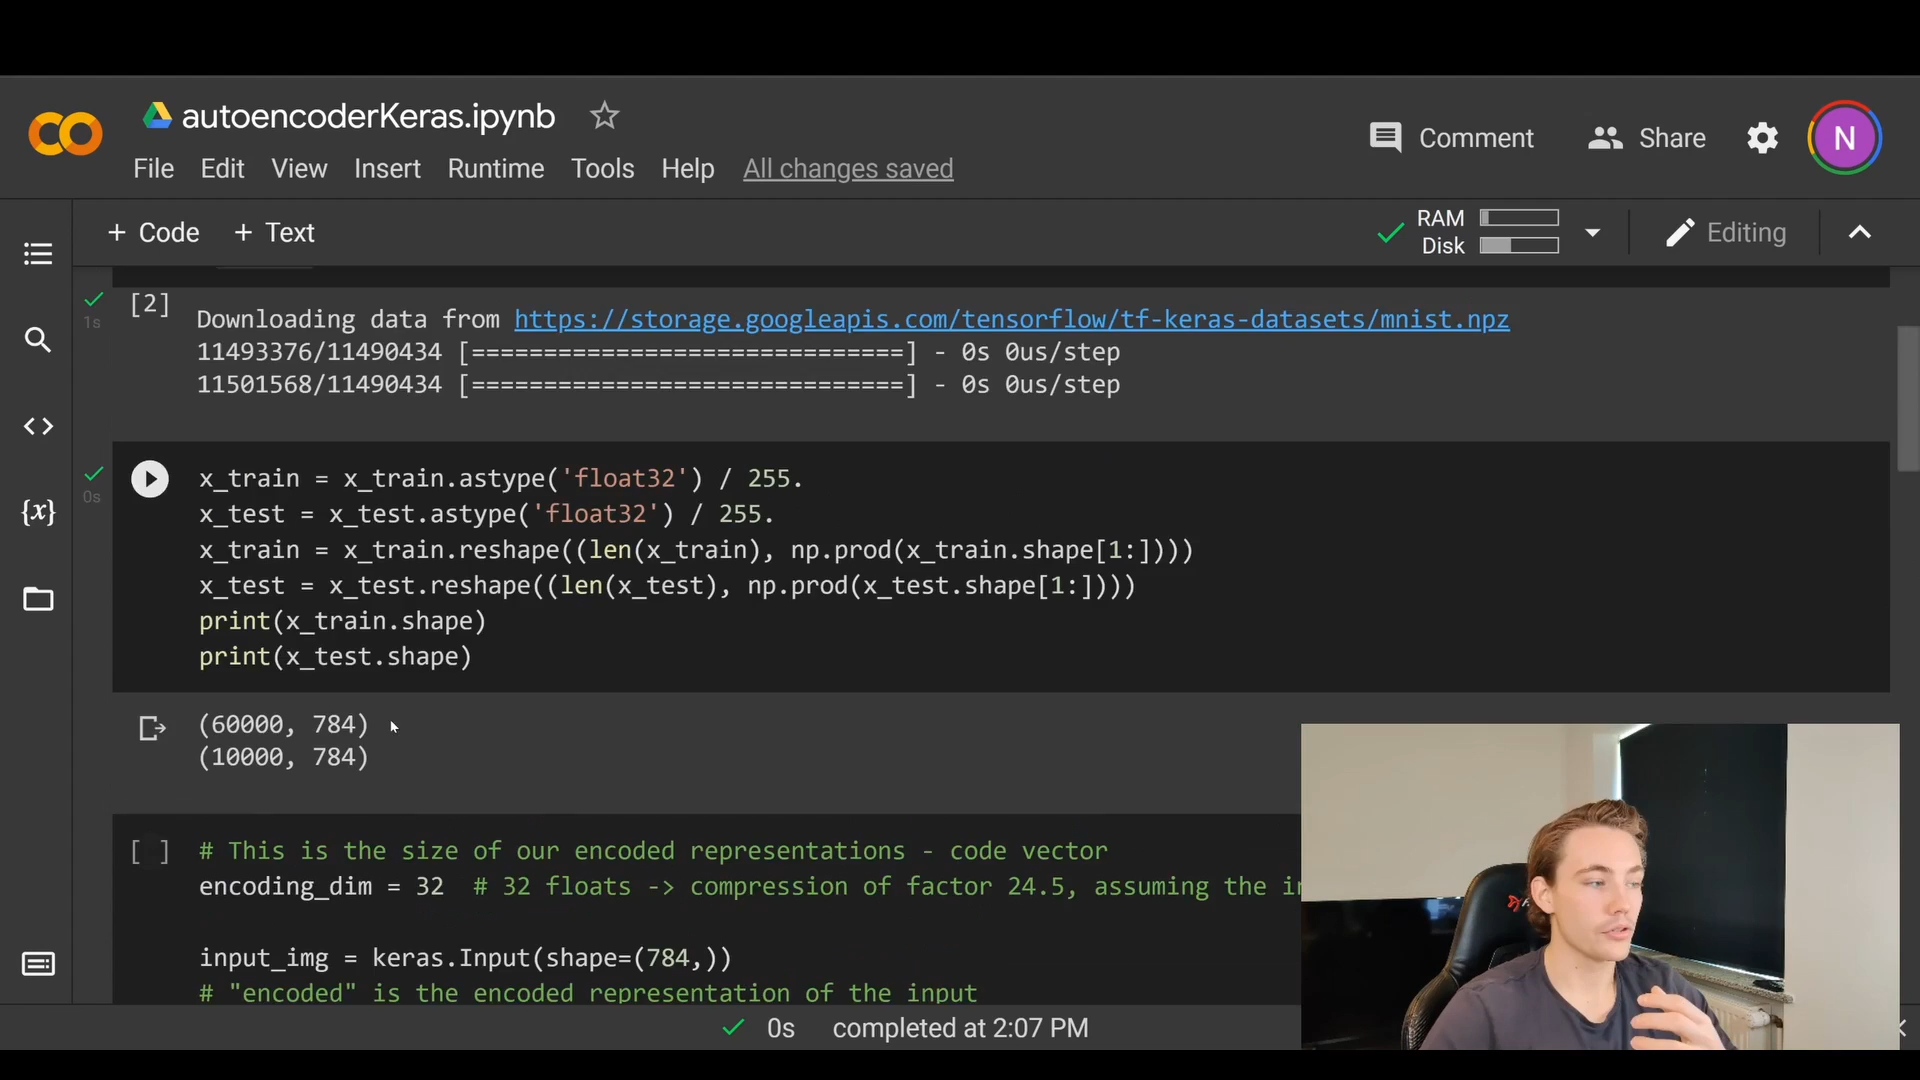 autoencoderKeras.ipynb
Comment
Share
N
File Edit View Insert Runtime Tools Help All changes saved
+ Code + Text
RAM
Disk
Editing
[2]
1s
Downloading data from https://storage.googleapis.com/tensorflow/tf-keras-datasets/mnist.npz
11493376/11490434 [==============================] - 0s 0us/step
11501568/11490434 [==============================] - 0s 0us/step
0s
x_train = x_train.astype('float32') / 255.
x_test = x_test.astype('float32') / 255.
x_train = x_train.reshape((len(x_train), np.prod(x_train.shape[1:])))
x_test = x_test.reshape((len(x_test), np.prod(x_test.shape[1:])))
print(x_train.shape)
print(x_test.shape)
(60000, 784)
(10000, 784)
[ ]
# This is the size of our encoded representations - code vector
encoding_dim = 32 # 32 floats -> compression of factor 24.5, assuming the
input_img = keras.Input(shape=(784,))
# "encoded" is the encoded representation of the input
0s completed at 2:07 PM